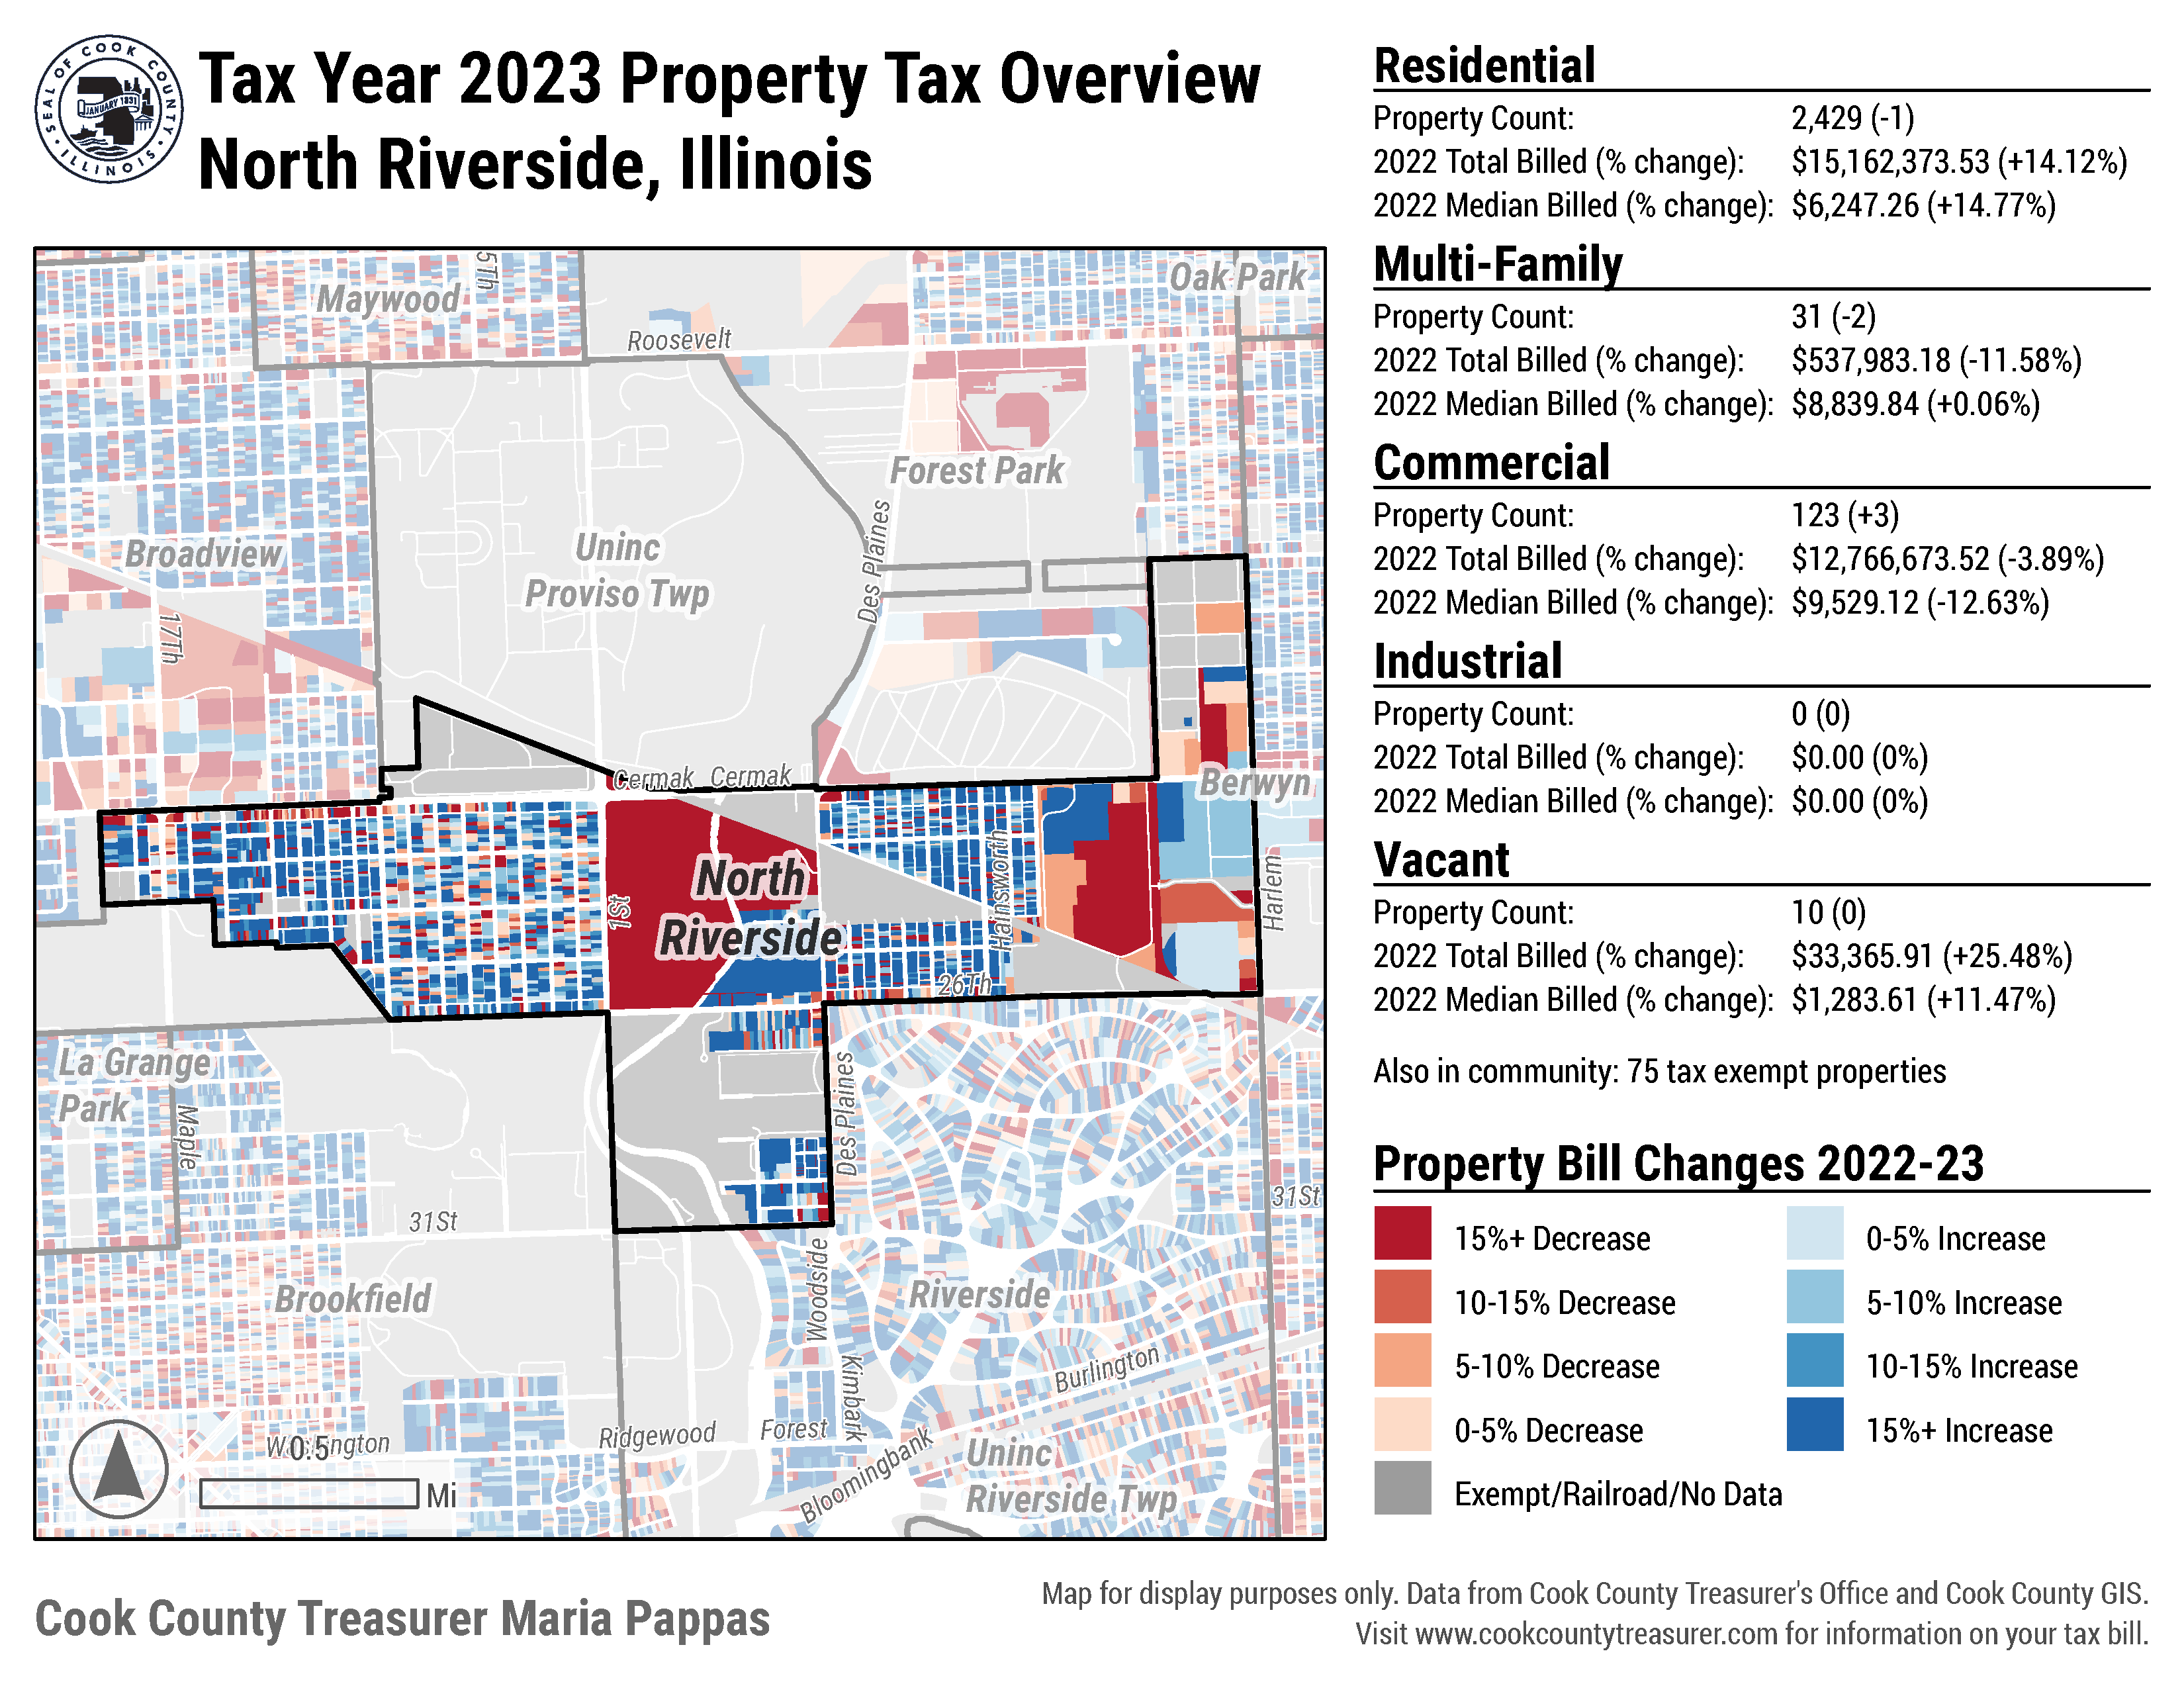 SEAL OF COOK COUNTY
JANUARY 1831
ILLINOIS
Tax Year 2023 Property Tax Overview
North Riverside, Illinois
Residential
Property Count: 2,429 (-1)
2022 Total Billed (% change): $15,162,373.53 (+14.12%)
2022 Median Billed (% change): $6,247.26 (+14.77%)
Multi-Family
Property Count: 31 (-2)
2022 Total Billed (% change): $537,983.18 (-11.58%)
2022 Median Billed (% change): $8,839.84 (+0.06%)
Commercial
Property Count: 123 (+3)
2022 Total Billed (% change): $12,766,673.52 (-3.89%)
2022 Median Billed (% change): $9,529.12 (-12.63%)
Industrial
Property Count: 0 (0)
2022 Total Billed (% change): $0.00 (0%)
2022 Median Billed (% change): $0.00 (0%)
Vacant
Property Count: 10 (0)
2022 Total Billed (% change): $33,365.91 (+25.48%)
2022 Median Billed (% change): $1,283.61 (+11.47%)
Also in community: 75 tax exempt properties
Property Bill Changes 2022-23
15%+ Decrease
10-15% Decrease
5-10% Decrease
0-5% Decrease
Exempt/Railroad/No Data
0-5% Increase
5-10% Increase
10-15% Increase
15%+ Increase
5Th
Maywood
Oak Park
Roosevelt
Forest Park
Broadview
Uninc
Proviso Twp
Des Plaines
17Th
Cermak Cermak
Berwyn
North
Riverside
1St
Hainsworth
Harlem
26Th
La Grange
Park
Maple
Des Plaines
31St
31St
Brookfield
Woodside
Riverside
Kimbark
Burlington
Ridgewood
Forest
Bloomingbank
Uninc
Riverside Twp
0.5
Mi
Cook County Treasurer Maria Pappas
Map for display purposes only. Data from Cook County Treasurer's Office and Cook County GIS.
Visit www.cookcountytreasurer.com for information on your tax bill.